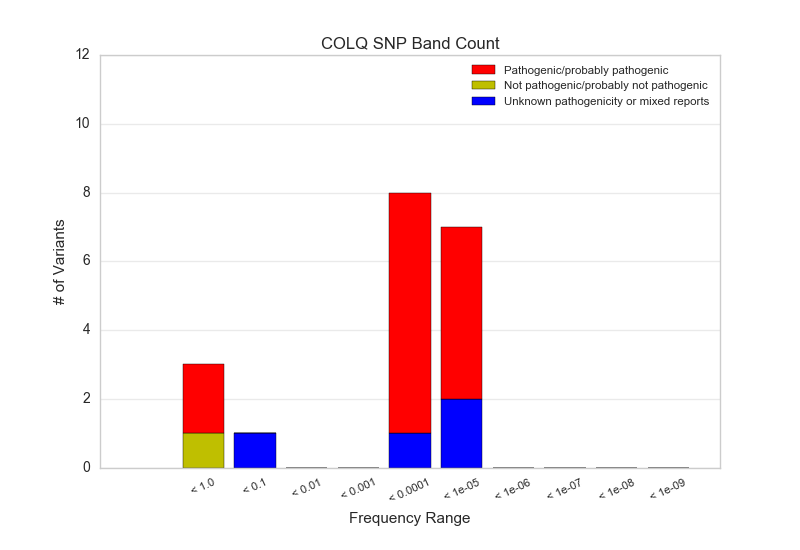 COLQ SNP Band Count
12
10
8
6
4
2
0
# of Variants
Pathogenic/probably pathogenic
Not pathogenic/probably not pathogenic
Unknown pathogenicity or mixed reports
< 1.0
< 0.1
< 0.01
< 0.001
< 0.0001
< 1e-05
< 1e-06
< 1e-07
< 1e-08
< 1e-09
Frequency Range